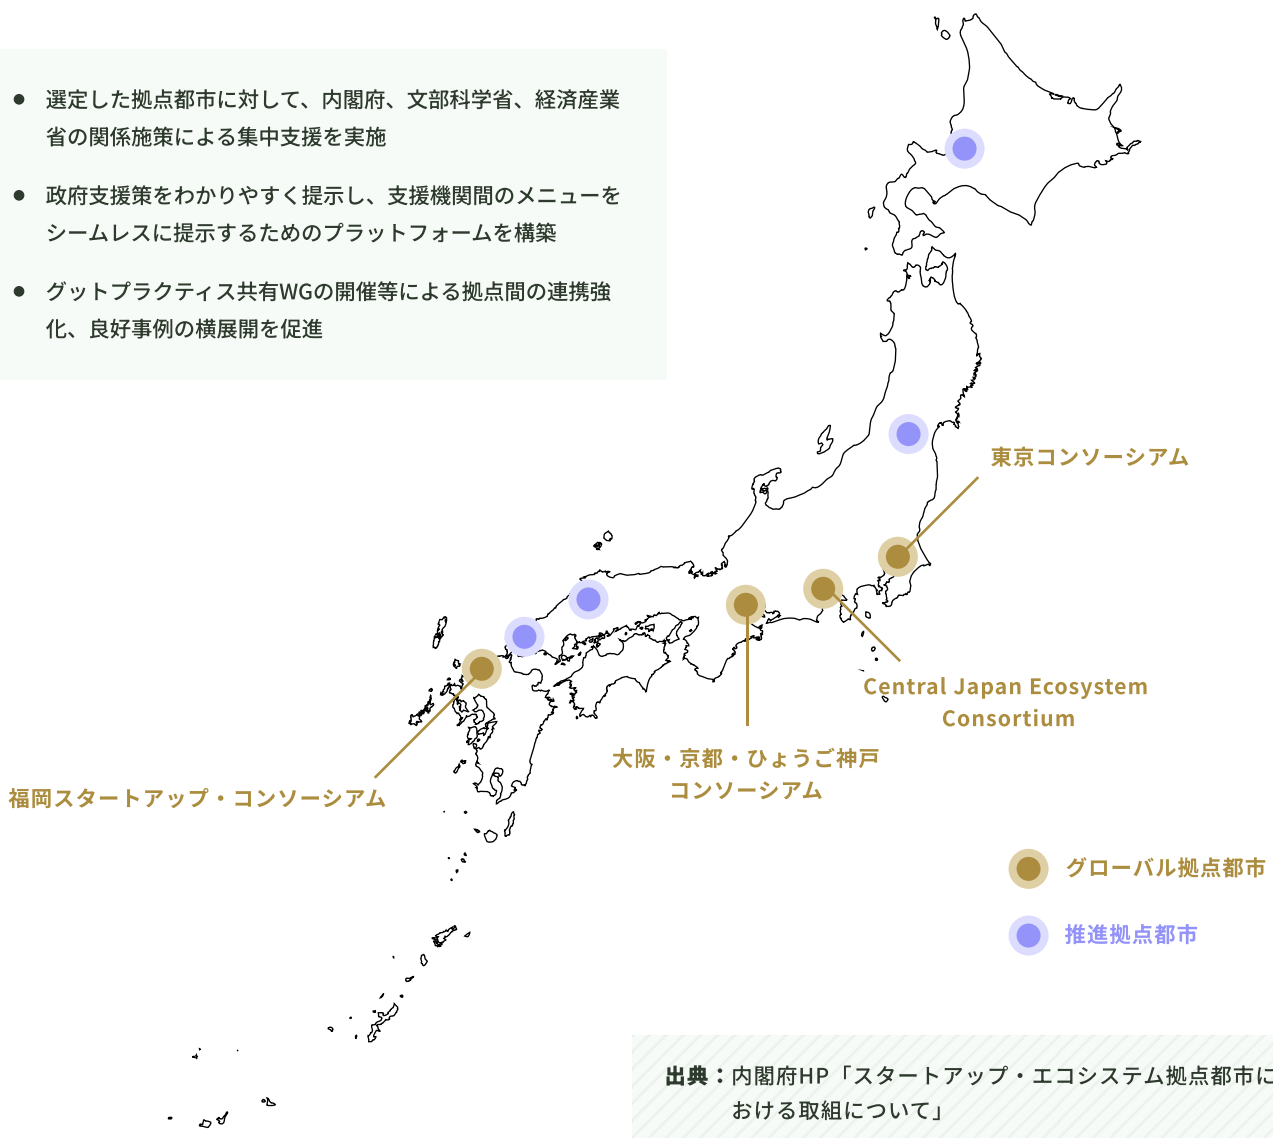 ● 選定した拠点都市に対して、内閣府、文部科学省、経済産業
省の関係施策による集中支援を実施
● 政府支援策をわかりやすく提示し、支援機関間のメニューを
シームレスに提示するためのプラットフォームを構築
● グットプラクティス共有WGの開催等による拠点間の連携強
化、良好事例の横展開を促進
東京コンソーシアム
Central Japan Ecosystem
Consortium
大阪・京都・ひょうご神戸
コンソーシアム
福岡スタートアップ・コンソーシアム
グローバル拠点都市
推進拠点都市
出典：内閣府HP「スタートアップ・エコシステム拠点都市に
おける取組について」